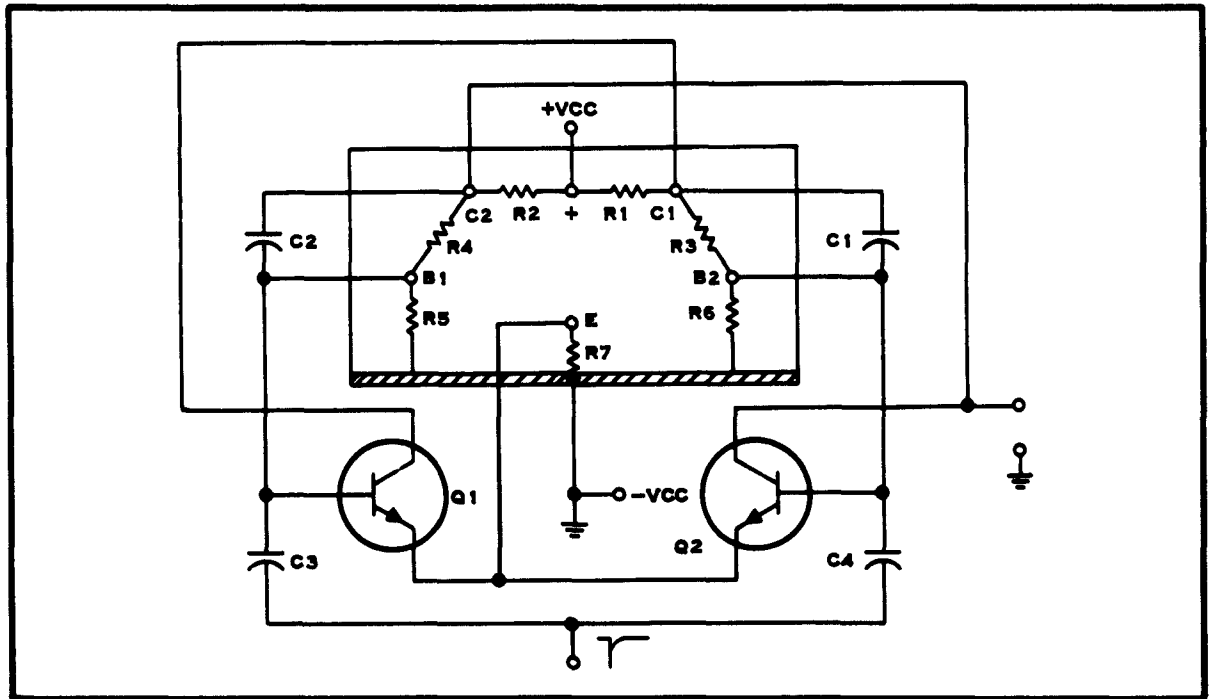 +VCC
C2 R2 + R1 C1
C2 R4 R3 C1
B1 B2
R5 E R6
R7
Q1 -VCC
Q2
C3 C4